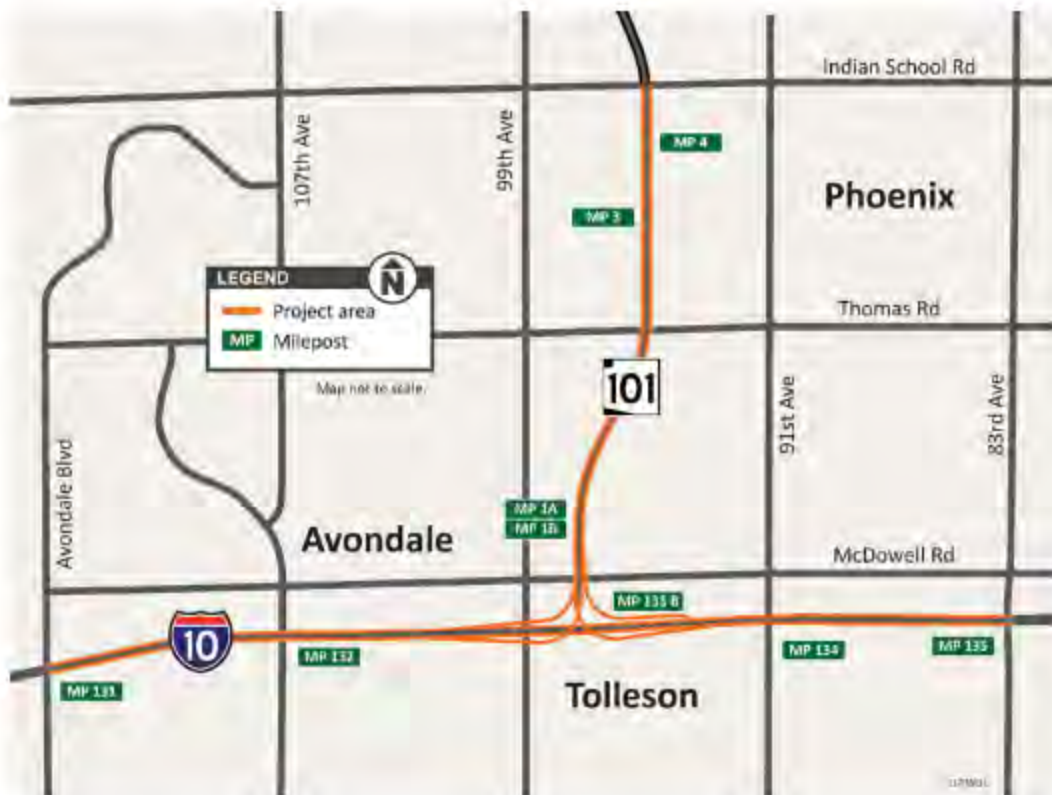 Indian School Rd
MP 4
107th Ave
99th Ave
Phoenix
MP 3
LEGEND
N
Project area
MP Milepost
Map not to scale.
Thomas Rd
101
91st Ave
83rd Ave
Avondale Blvd
MP 1A
MP 1B
Avondale
McDowell Rd
MP 133 B
10
MP 132
MP 134
MP 135
MP 131
Tolleson